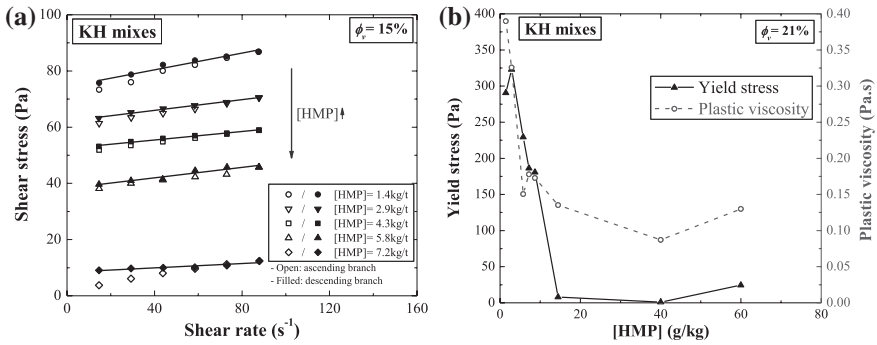 (a)
KH mixes
ϕv = 15%
100
80
60
40
20
0
Shear stress (Pa)
[HMP]
/ [HMP]= 1.4kg/t
/ [HMP]= 2.9kg/t
/ [HMP]= 4.3kg/t
/ [HMP]= 5.8kg/t
/ [HMP]= 7.2kg/t
- Open: ascending branch
- Filled: descending branch
0 40 80 120 160
Shear rate (s-1)
(b)
KH mixes
ϕv = 21%
400
350
300
250
200
150
100
50
0
Yield stress (Pa)
Yield stress
Plastic viscosity
0.40
0.35
0.30
0.25
0.20
0.15
0.10
0.05
0.00
Plastic viscosity (Pa.s)
0 20 40 60 80
[HMP] (g/kg)